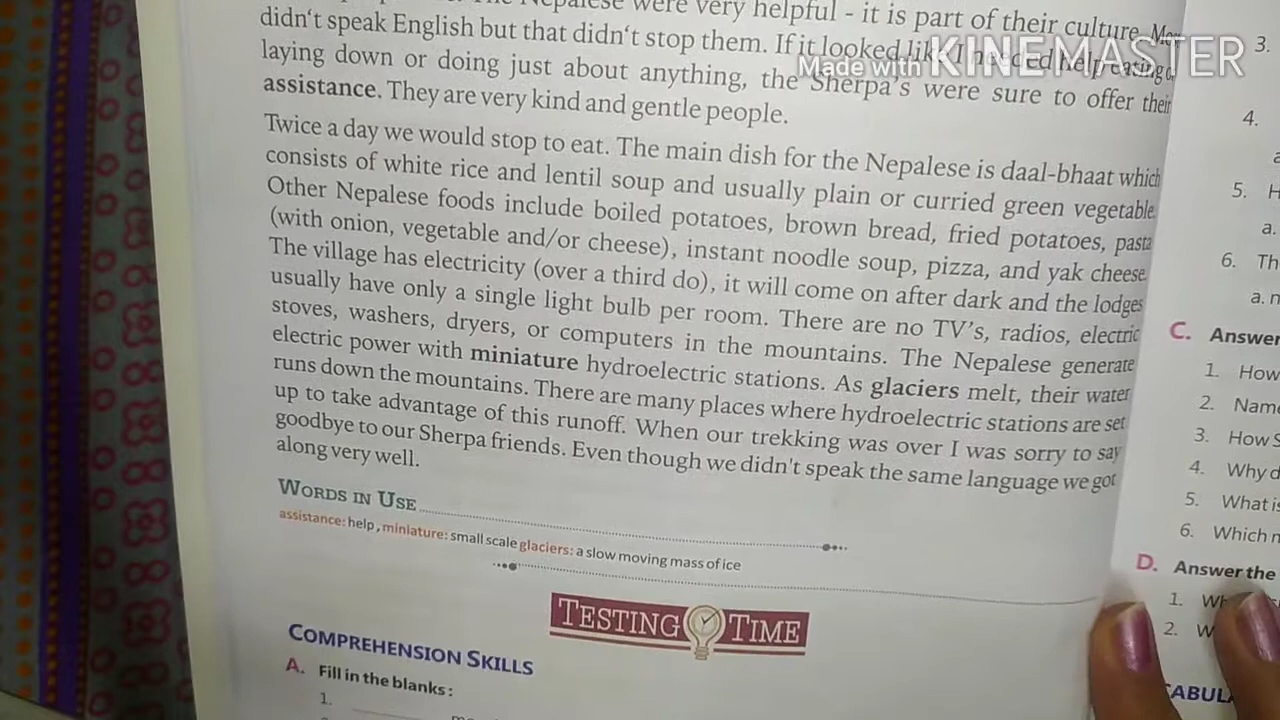 Nepalese were very helpful - it is part of their culture.
didn't speak English but that didn't stop them. If it looked like I needed help eating or
laying down or doing just about anything, the Sherpa's were sure to offer their
assistance. They are very kind and gentle people.
Twice a day we would stop to eat. The main dish for the Nepalese is daal-bhaat which
consists of white rice and lentil soup and usually plain or curried green vegetable.
Other Nepalese foods include boiled potatoes, brown bread, fried potatoes, pasta
(with onion, vegetable and/or cheese), instant noodle soup, pizza, and yak cheese.
The village has electricity (over a third do), it will come on after dark and the lodges
usually have only a single light bulb per room. There are no TV's, radios, electric
stoves, washers, dryers, or computers in the mountains. The Nepalese generate
electric power with miniature hydroelectric stations. As glaciers melt, their water
runs down the mountains. There are many places where hydroelectric stations are set
up to take advantage of this runoff. When our trekking was over I was sorry to say
goodbye to our Sherpa friends. Even though we didn't speak the same language we got
along very well.
WORDS IN USE
assistance: help , miniature: small scale glaciers: a slow moving mass of ice
TESTING TIME
COMPREHENSION SKILLS
A. Fill in the blanks :
1.
Made with KINEMASTER
3.
4.
5. H
a.
6. Th
a.
C. Answer
1. How
2. Name
3. How S
4. Why d
5. What is
6. Which
D. Answer the
1. Wh
2. W